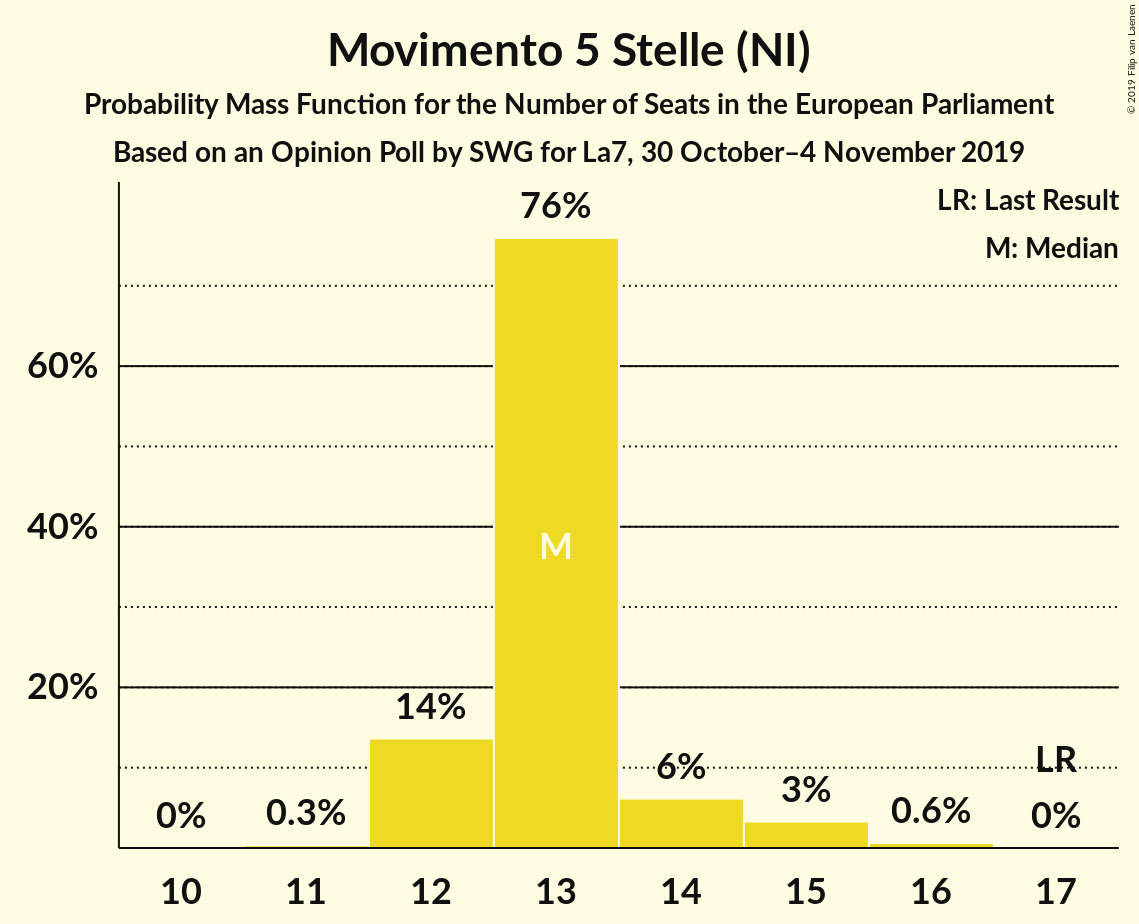 Movimento 5 Stelle (NI)
Probability Mass Function for the Number of Seats in the European Parliament
Based on an Opinion Poll by SWG for La7, 30 October–4 November 2019
© 2019 Filip van Laenen
LR: Last Result
M: Median
76%
60%
40%
M
20%
14%
LR
6%
3%
0%
0.3%
0.6%
0%
10 11 12 13 14 15 16 17